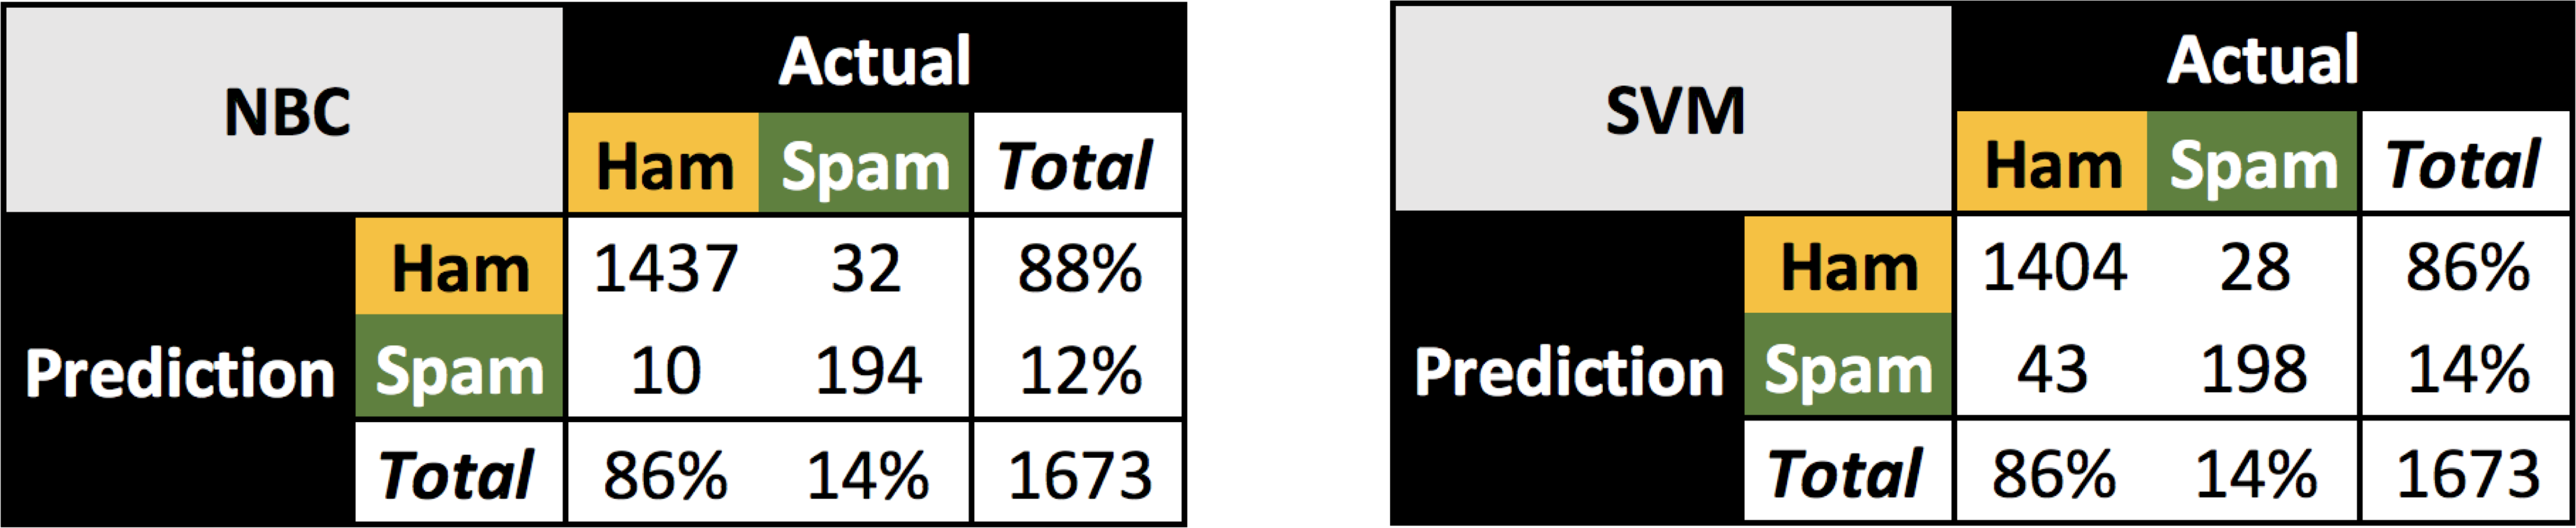 NBC Actual
Ham Spam Total
Ham 1437 32 88%
Prediction Spam 10 194 12%
Total 86% 14% 1673
SVM Actual
Ham Spam Total
Ham 1404 28 86%
Prediction Spam 43 198 14%
Total 86% 14% 1673